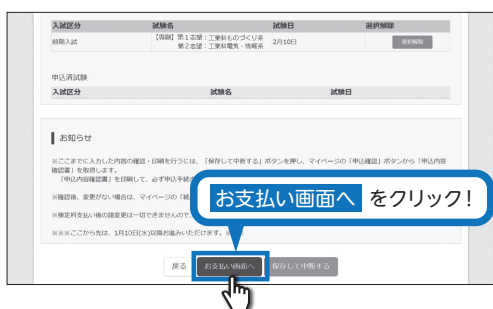 入試区分 試験名 試験日 選択解除
前期入試 【専願】第1志望：工業科ものづくり系 2月10日 選択解除
第2志望：工業科電気・情報系
申込済試験
入試区分 試験名 試験日
お知らせ
※ここまでに入力した内容の確認・印刷を行うには、「保存して中断する」ボタンを押し、マイページの「申込確認」ボタンから「申込内容
確認書」を取得します。
「申込内容確認書」を印刷して、必ず申込手続
※確認後、変更がない場合は、マイページの「続
お支払い画面へ をクリック！
※検定料支払い後の諸変更は一切できませんので、
※※※ここから先は、1月10日(水)以降お進みいただけます。
戻る お支払い画面へ 保存して中断する